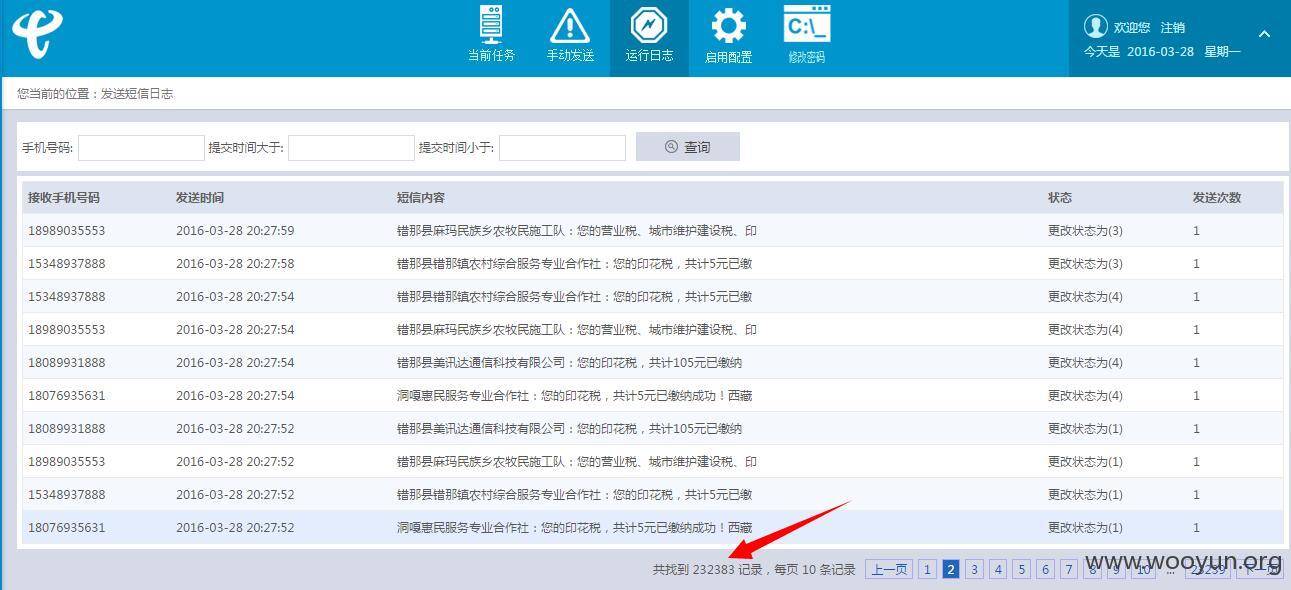 当前任务 手动发送 运行日志 启用配置 修改密码
C:\_
欢迎您 注销
今天是 2016-03-28 星期一
您当前的位置：发送短信日志
手机号码: 提交时间大于: 提交时间小于: 查询
接收手机号码 发送时间 短信内容 状态 发送次数
18989035553 2016-03-28 20:27:59 错那县麻玛民族乡农牧民施工队：您的营业税、城市维护建设税、印 更改状态为(3) 1
15348937888 2016-03-28 20:27:58 错那县错那镇农村综合服务专业合作社：您的印花税，共计5元已缴 更改状态为(3) 1
15348937888 2016-03-28 20:27:54 错那县错那镇农村综合服务专业合作社：您的印花税，共计5元已缴 更改状态为(4) 1
18989035553 2016-03-28 20:27:54 错那县麻玛民族乡农牧民施工队：您的营业税、城市维护建设税、印 更改状态为(4) 1
18089931888 2016-03-28 20:27:54 错那县美讯达通信科技有限公司：您的印花税，共计105元已缴纳 更改状态为(4) 1
18076935631 2016-03-28 20:27:54 洞嘎惠民服务专业合作社：您的印花税，共计5元已缴纳成功！西藏 更改状态为(4) 1
18089931888 2016-03-28 20:27:52 错那县美讯达通信科技有限公司：您的印花税，共计105元已缴纳 更改状态为(1) 1
18989035553 2016-03-28 20:27:52 错那县麻玛民族乡农牧民施工队：您的营业税、城市维护建设税、印 更改状态为(1) 1
15348937888 2016-03-28 20:27:52 错那县错那镇农村综合服务专业合作社：您的印花税，共计5元已缴 更改状态为(1) 1
18076935631 2016-03-28 20:27:52 洞嘎惠民服务专业合作社：您的印花税，共计5元已缴纳成功！西藏 更改状态为(1) 1
共找到 232383 记录，每页 10 条记录 上一页 1 2 3 4 5 6 7 8 9 10 ... 23239 下一页
www.wooyun.org